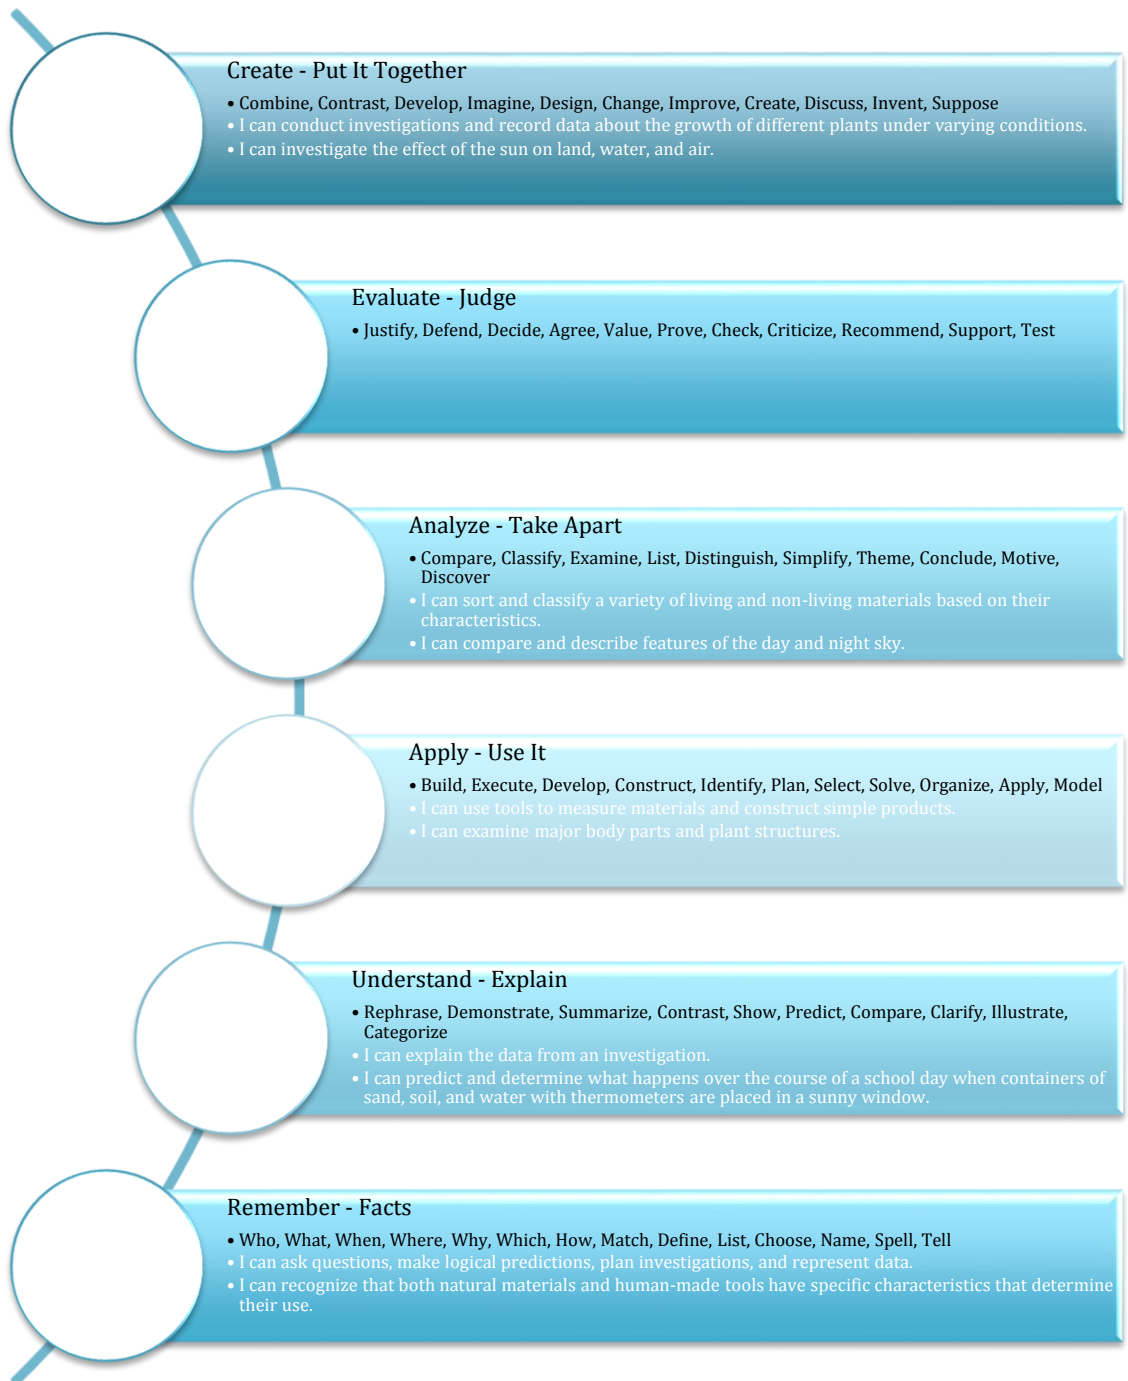 Create - Put It Together
• Combine, Contrast, Develop, Imagine, Design, Change, Improve, Create, Discuss, Invent, Suppose
• I can conduct investigations and record data about the growth of different plants under varying conditions.
• I can investigate the effect of the sun on land, water, and air.
Evaluate - Judge
• Justify, Defend, Decide, Agree, Value, Prove, Check, Criticize, Recommend, Support, Test
Analyze - Take Apart
• Compare, Classify, Examine, List, Distinguish, Simplify, Theme, Conclude, Motive,
Discover
• I can sort and classify a variety of living and non-living materials based on their
characteristics.
• I can compare and describe features of the day and night sky.
Apply - Use It
• Build, Execute, Develop, Construct, Identify, Plan, Select, Solve, Organize, Apply, Model
• I can use tools to measure materials and construct simple products.
• I can examine major body parts and plant structures.
Understand - Explain
• Rephrase, Demonstrate, Summarize, Contrast, Show, Predict, Compare, Clarify, Illustrate,
Categorize
• I can explain the data from an investigation.
• I can predict and determine what happens over the course of a school day when containers of
sand, soil, and water with thermometers are placed in a sunny window.
Remember - Facts
• Who, What, When, Where, Why, Which, How, Match, Define, List, Choose, Name, Spell, Tell
• I can ask questions, make logical predictions, plan investigations, and represent data.
• I can recognize that both natural materials and human-made tools have specific characteristics that determine
their use.